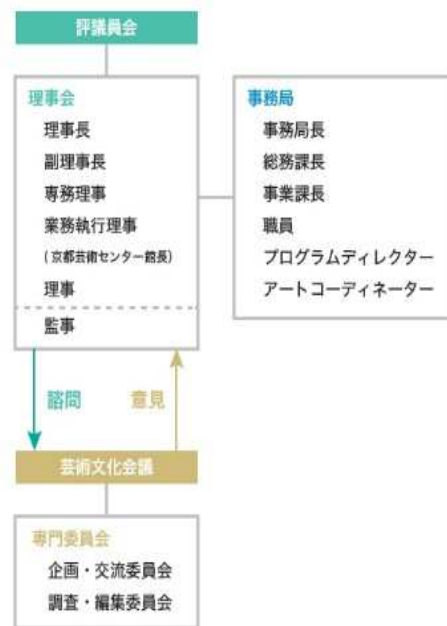 評議員会
理事会
理事長
副理事長
専務理事
業務執行理事
(京都芸術センター館長)
理事
監事
事務局
事務局長
総務課長
事業課長
職員
プログラムディレクター
アートコーディネーター
諮問
意見
芸術文化会議
専門委員会
企画・交流委員会
調査・編集委員会